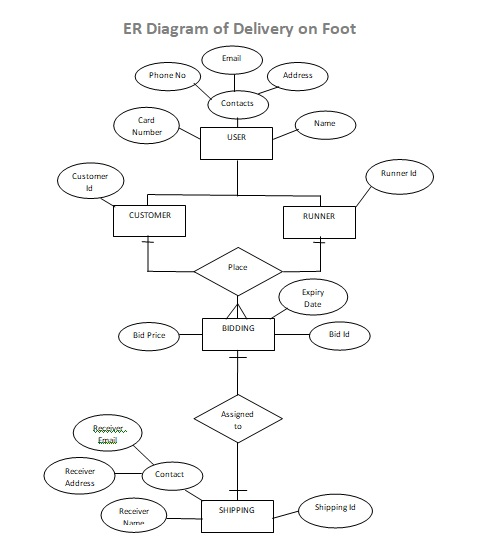 ER Diagram of Delivery on Foot
Email
Phone No
Address
Contacts
Card
Number
Name
USER
Customer
Id
Runner Id
CUSTOMER
RUNNER
Place
Expiry
Date
BIDDING
Bid Price
Bid Id
Assigned
to
Receiver
Email
Receiver
Address
Contact
Receiver
Name
SHIPPING
Shipping Id